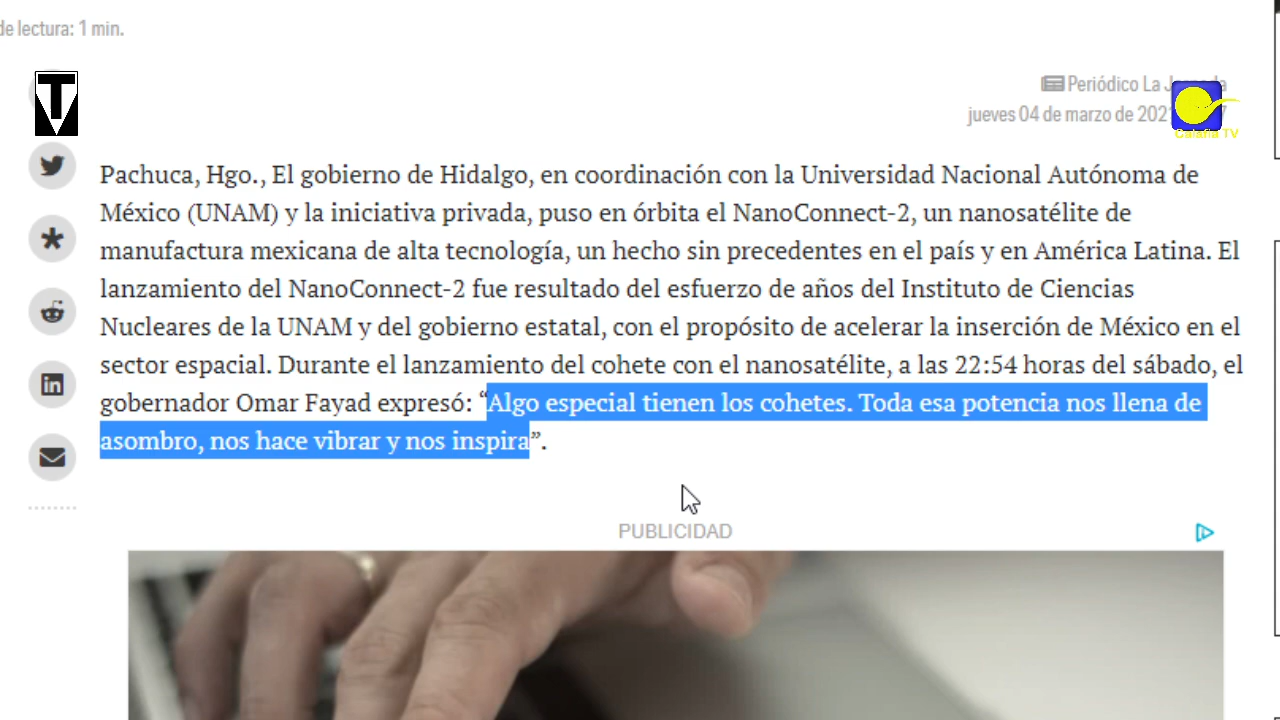 de lectura: 1 min.
T
Periódico La
jueves 04 de marzo de 202
Calafia TV
Pachuca, Hgo., El gobierno de Hidalgo, en coordinación con la Universidad Nacional Autónoma de
México (UNAM) y la iniciativa privada, puso en órbita el NanoConnect-2, un nanosatélite de
manufactura mexicana de alta tecnología, un hecho sin precedentes en el país y en América Latina. El
lanzamiento del NanoConnect-2 fue resultado del esfuerzo de años del Instituto de Ciencias
Nucleares de la UNAM y del gobierno estatal, con el propósito de acelerar la inserción de México en el
sector espacial. Durante el lanzamiento del cohete con el nanosatélite, a las 22:54 horas del sábado, el
gobernador Omar Fayad expresó: “Algo especial tienen los cohetes. Toda esa potencia nos llena de
asombro, nos hace vibrar y nos inspira”.
PUBLICIDAD